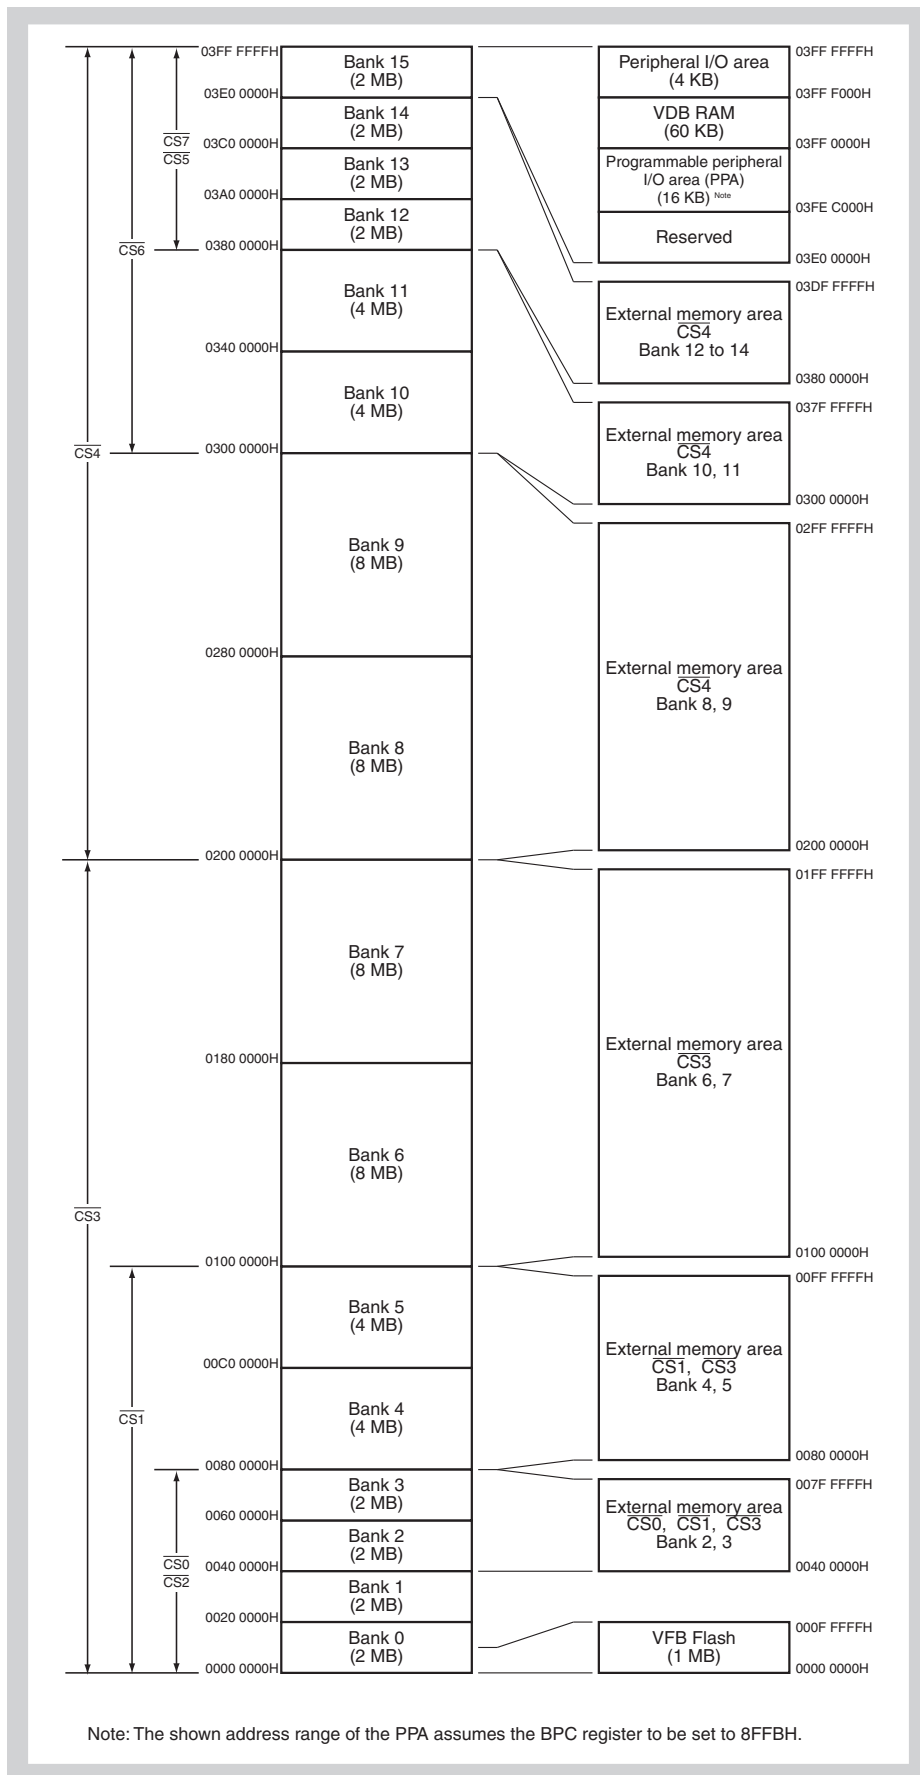 03FF FFFFH
Bank 15
(2 MB)
03E0 0000H
Bank 14
(2 MB)
03C0 0000H
Bank 13
(2 MB)
03A0 0000H
Bank 12
(2 MB)
0380 0000H
Bank 11
(4 MB)
0340 0000H
Bank 10
(4 MB)
0300 0000H
Bank 9
(8 MB)
0280 0000H
Bank 8
(8 MB)
0200 0000H
Bank 7
(8 MB)
0180 0000H
Bank 6
(8 MB)
0100 0000H
Bank 5
(4 MB)
00C0 0000H
Bank 4
(4 MB)
0080 0000H
Bank 3
(2 MB)
0060 0000H
Bank 2
(2 MB)
0040 0000H
Bank 1
(2 MB)
0020 0000H
Bank 0
(2 MB)
0000 0000H
CS7
CS5
CS6
CS4
CS3
CS1
CS0
CS2
Peripheral I/O area
(4 KB)
03FF FFFFH
03FF F000H
VDB RAM
(60 KB)
03FF 0000H
Programmable peripheral
I/O area (PPA)
(16 KB) Note
03FE C000H
Reserved
03E0 0000H
03DF FFFFH
External memory area
CS4
Bank 12 to 14
0380 0000H
037F FFFFH
External memory area
CS4
Bank 10, 11
0300 0000H
02FF FFFFH
External memory area
CS4
Bank 8, 9
0200 0000H
01FF FFFFH
External memory area
CS3
Bank 6, 7
0100 0000H
00FF FFFFH
External memory area
CS1, CS3
Bank 4, 5
0080 0000H
007F FFFFH
External memory area
CS0, CS1, CS3
Bank 2, 3
0040 0000H
000F FFFFH
VFB Flash
(1 MB)
0000 0000H
Note: The shown address range of the PPA assumes the BPC register to be set to 8FFBH.